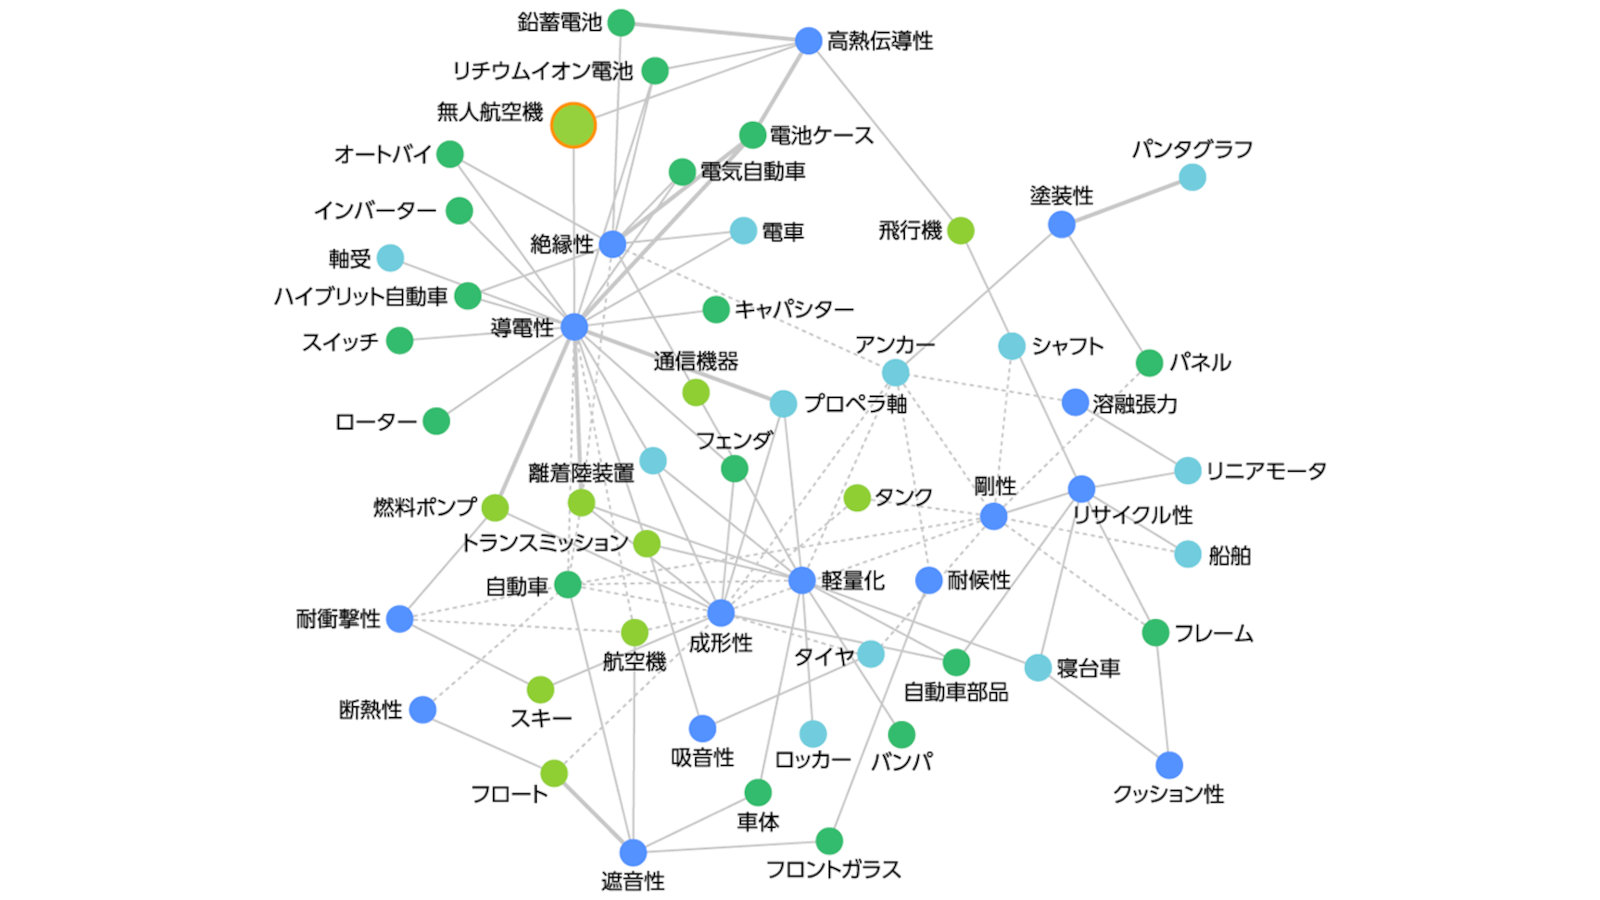 鉛蓄電池
高熱伝導性
リチウムイオン電池
無人航空機
電池ケース
オートバイ
電気自動車
パンタグラフ
塗装性
インバーター
電車
飛行機
絶縁性
軸受
ハイブリット自動車
キャパシター
導電性
スイッチ
アンカー
シャフト
通信機器
パネル
プロペラ軸
溶融張力
ローター
フェンダ
離着陸装置
リニアモータ
剛性
タンク
燃料ポンプ
リサイクル性
トランスミッション
船舶
自動車
軽量化
耐候性
耐衝撃性
フレーム
成形性
航空機
タイヤ
寝台車
自動車部品
断熱性
スキー
吸音性
ロッカー
バンパ
フロート
クッション性
車体
フロントガラス
遮音性